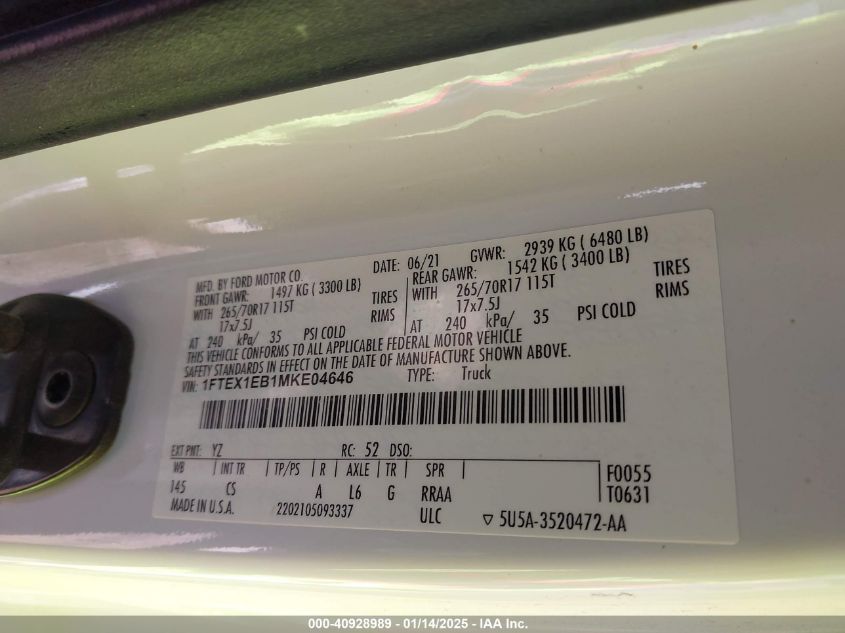 MFD. BY FORD MOTOR CO. DATE: 06/21 GVWR: 2939 KG ( 6480 LB)
FRONT GAWR: 1497 KG ( 3300 LB) REAR GAWR: 1542 KG ( 3400 LB)
WITH 265/70R17 115T TIRES WITH 265/70R17 115T TIRES
17x7.5J RIMS 17x7.5J RIMS
AT 240 kPa/ 35 PSI COLD AT 240 kPa/ 35 PSI COLD
THIS VEHICLE CONFORMS TO ALL APPLICABLE FEDERAL MOTOR VEHICLE
SAFETY STANDARDS IN EFFECT ON THE DATE OF MANUFACTURE SHOWN ABOVE.
VIN: 1FTEX1EB1MKE04646 TYPE: Truck
EXT PNT: YZ RC: 52 DSO:
WB INT TR TP/PS R AXLE TR SPR F0055
145 CS A L6 G RRAA T0631
MADE IN U.S.A. 2202105093337 ULC ▽ 5U5A-3520472-AA
000-40928989 - 01/14/2025 - IAA Inc.